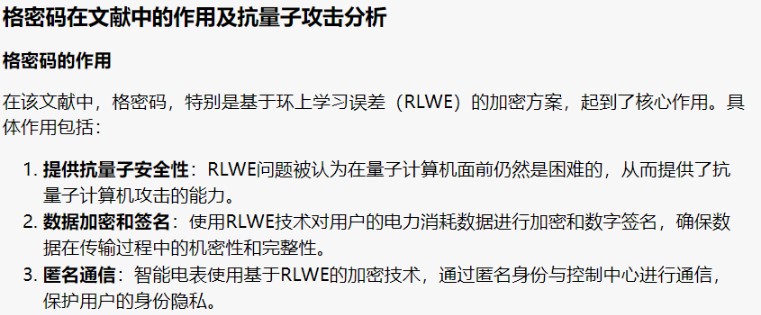 格密码在文献中的作用及抗量子攻击分析
格密码的作用
在该文献中，格密码，特别是基于环上学习误差（RLWE）的加密方案，起到了核心作用。具
体作用包括：
1. 提供抗量子安全性：RLWE问题被认为在量子计算机面前仍然是困难的，从而提供了抗
量子计算机攻击的能力。
2. 数据加密和签名：使用RLWE技术对用户的电力消耗数据进行加密和数字签名，确保数
据在传输过程中的机密性和完整性。
3. 匿名通信：智能电表使用基于RLWE的加密技术，通过匿名身份与控制中心进行通信，
保护用户的身份隐私。